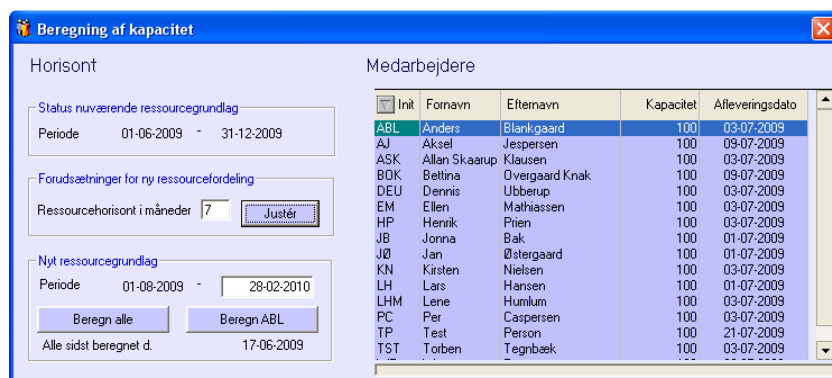 Beregning af kapacitet
Horisont
Status nuværende ressourcegrundlag
Periode 01-06-2009 - 31-12-2009
Forudsætninger for ny ressourcefordeling
Ressourcehorisont i måneder 7 Justér
Nyt ressourcegrundlag
Periode 01-08-2009 - 28-02-2010
Beregn alle Beregn ABL
Alle sidst beregnet d. 17-06-2009
Medarbejdere
Init Fornavn Efternavn Kapacitet Afleveringsdato
ABL Anders Blankgaard 100 03-07-2009
AJ Aksel Jespersen 100 09-07-2009
ASK Allan Skaarup Klausen 100 03-07-2009
BOK Bettina Overgaard Knak 100 09-07-2009
DEU Dennis Ubberup 100 03-07-2009
EM Ellen Mathiassen 100 03-07-2009
HP Henrik Prien 100 03-07-2009
JB Jonna Bak 100 01-07-2009
JØ Jan Østergaard 100 01-07-2009
KN Kirsten Nielsen 100 03-07-2009
LH Lars Hansen 100 01-07-2009
LHM Lene Humlum 100 03-07-2009
PC Per Caspersen 100 03-07-2009
TP Test Person 100 21-07-2009
TST Torben Tegnbæk 100 03-07-2009